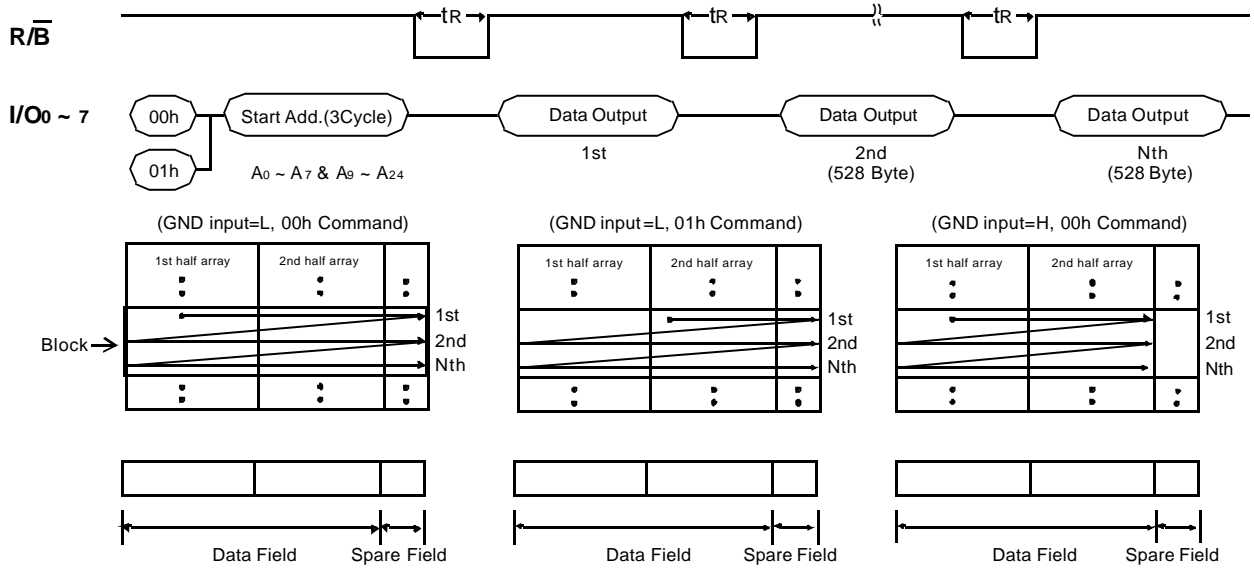 tR tR tR
R/B̅
I/O0 ~ 7 00h Start Add.(3Cycle) Data Output Data Output Data Output
01h A0 ~ A7 & A9 ~ A24 1st 2nd Nth
(528 Byte) (528 Byte)
(GND input=L, 00h Command) (GND input=L, 01h Command) (GND input=H, 00h Command)
1st half array 2nd half array 1st half array 2nd half array 1st half array 2nd half array
1st 1st 1st
Block 2nd 2nd 2nd
Nth Nth Nth
Data Field Spare Field Data Field Spare Field Data Field Spare Field